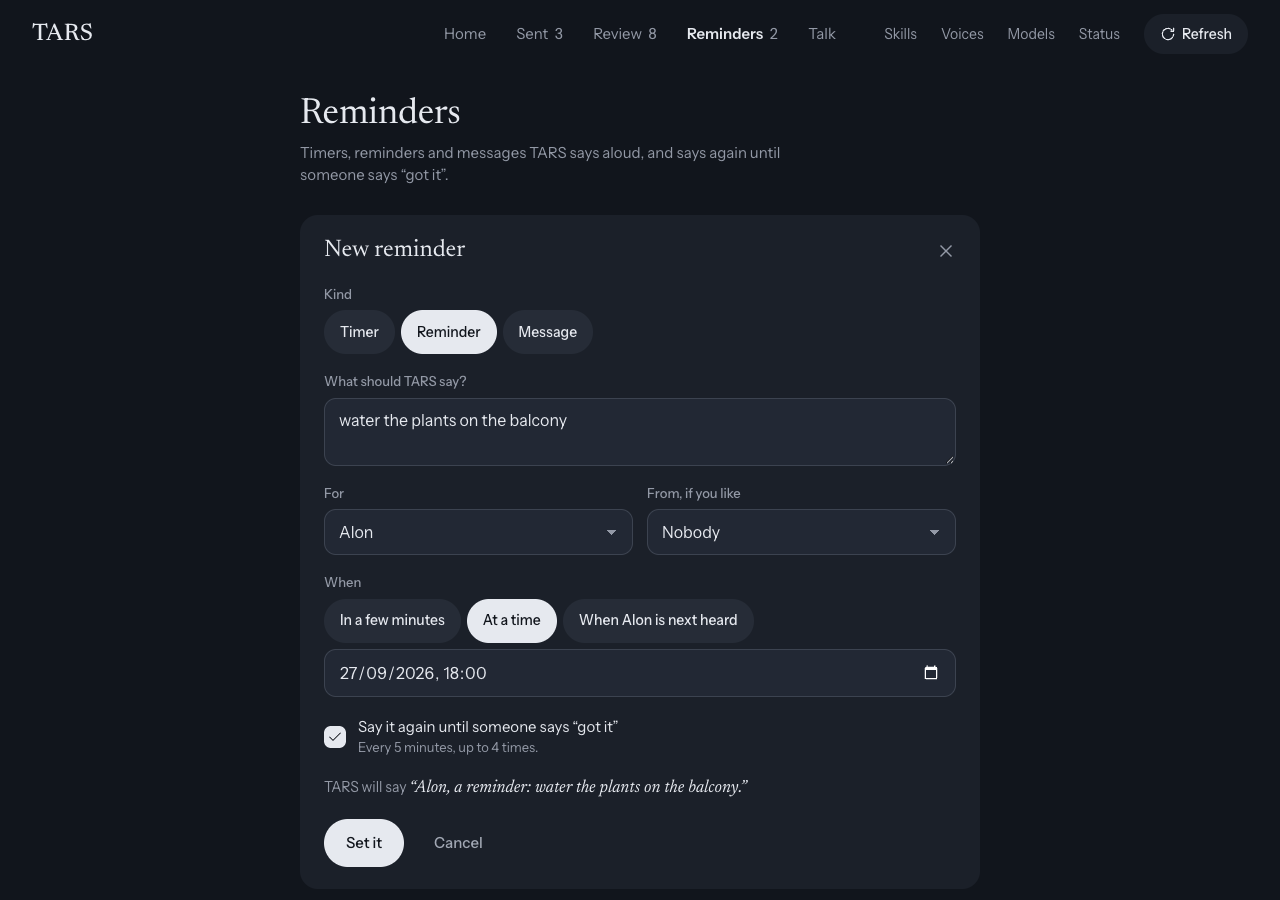 TARS
Home Sent 3 Review 8 Reminders 2 Talk Skills Voices Models Status Refresh
Reminders
Timers, reminders and messages TARS says aloud, and says again until
someone says “got it”.
New reminder
Kind
Timer Reminder Message
What should TARS say?
water the plants on the balcony
For From, if you like
Alon Nobody
When
In a few minutes At a time When Alon is next heard
27/09/2026, 18:00
Say it again until someone says “got it”
Every 5 minutes, up to 4 times.
TARS will say “Alon, a reminder: water the plants on the balcony.”
Set it Cancel